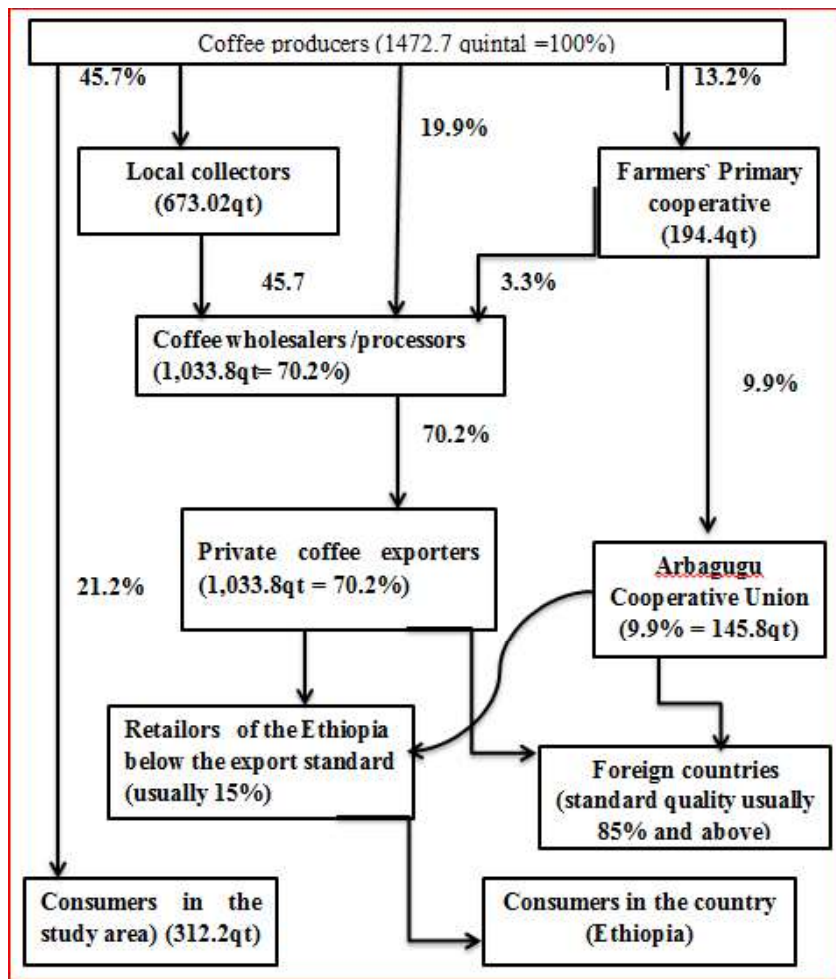 Coffee producers (1472.7 quintal =100%)
45.7%
13.2%
19.9%
Local collectors
(673.02qt)
Farmers` Primary
cooperative
(194.4qt)
45.7
3.3%
Coffee wholesalers /processors
(1,033.8qt= 70.2%)
9.9%
70.2%
Private coffee exporters
(1,033.8qt = 70.2%)
21.2%
Arbagugu
Cooperative Union
(9.9% = 145.8qt)
Retailors of the Ethiopia
below the export standard
(usually 15%)
Foreign countries
(standard quality usually
85% and above)
Consumers in the
study area) (312.2qt)
Consumers in the country
(Ethiopia)